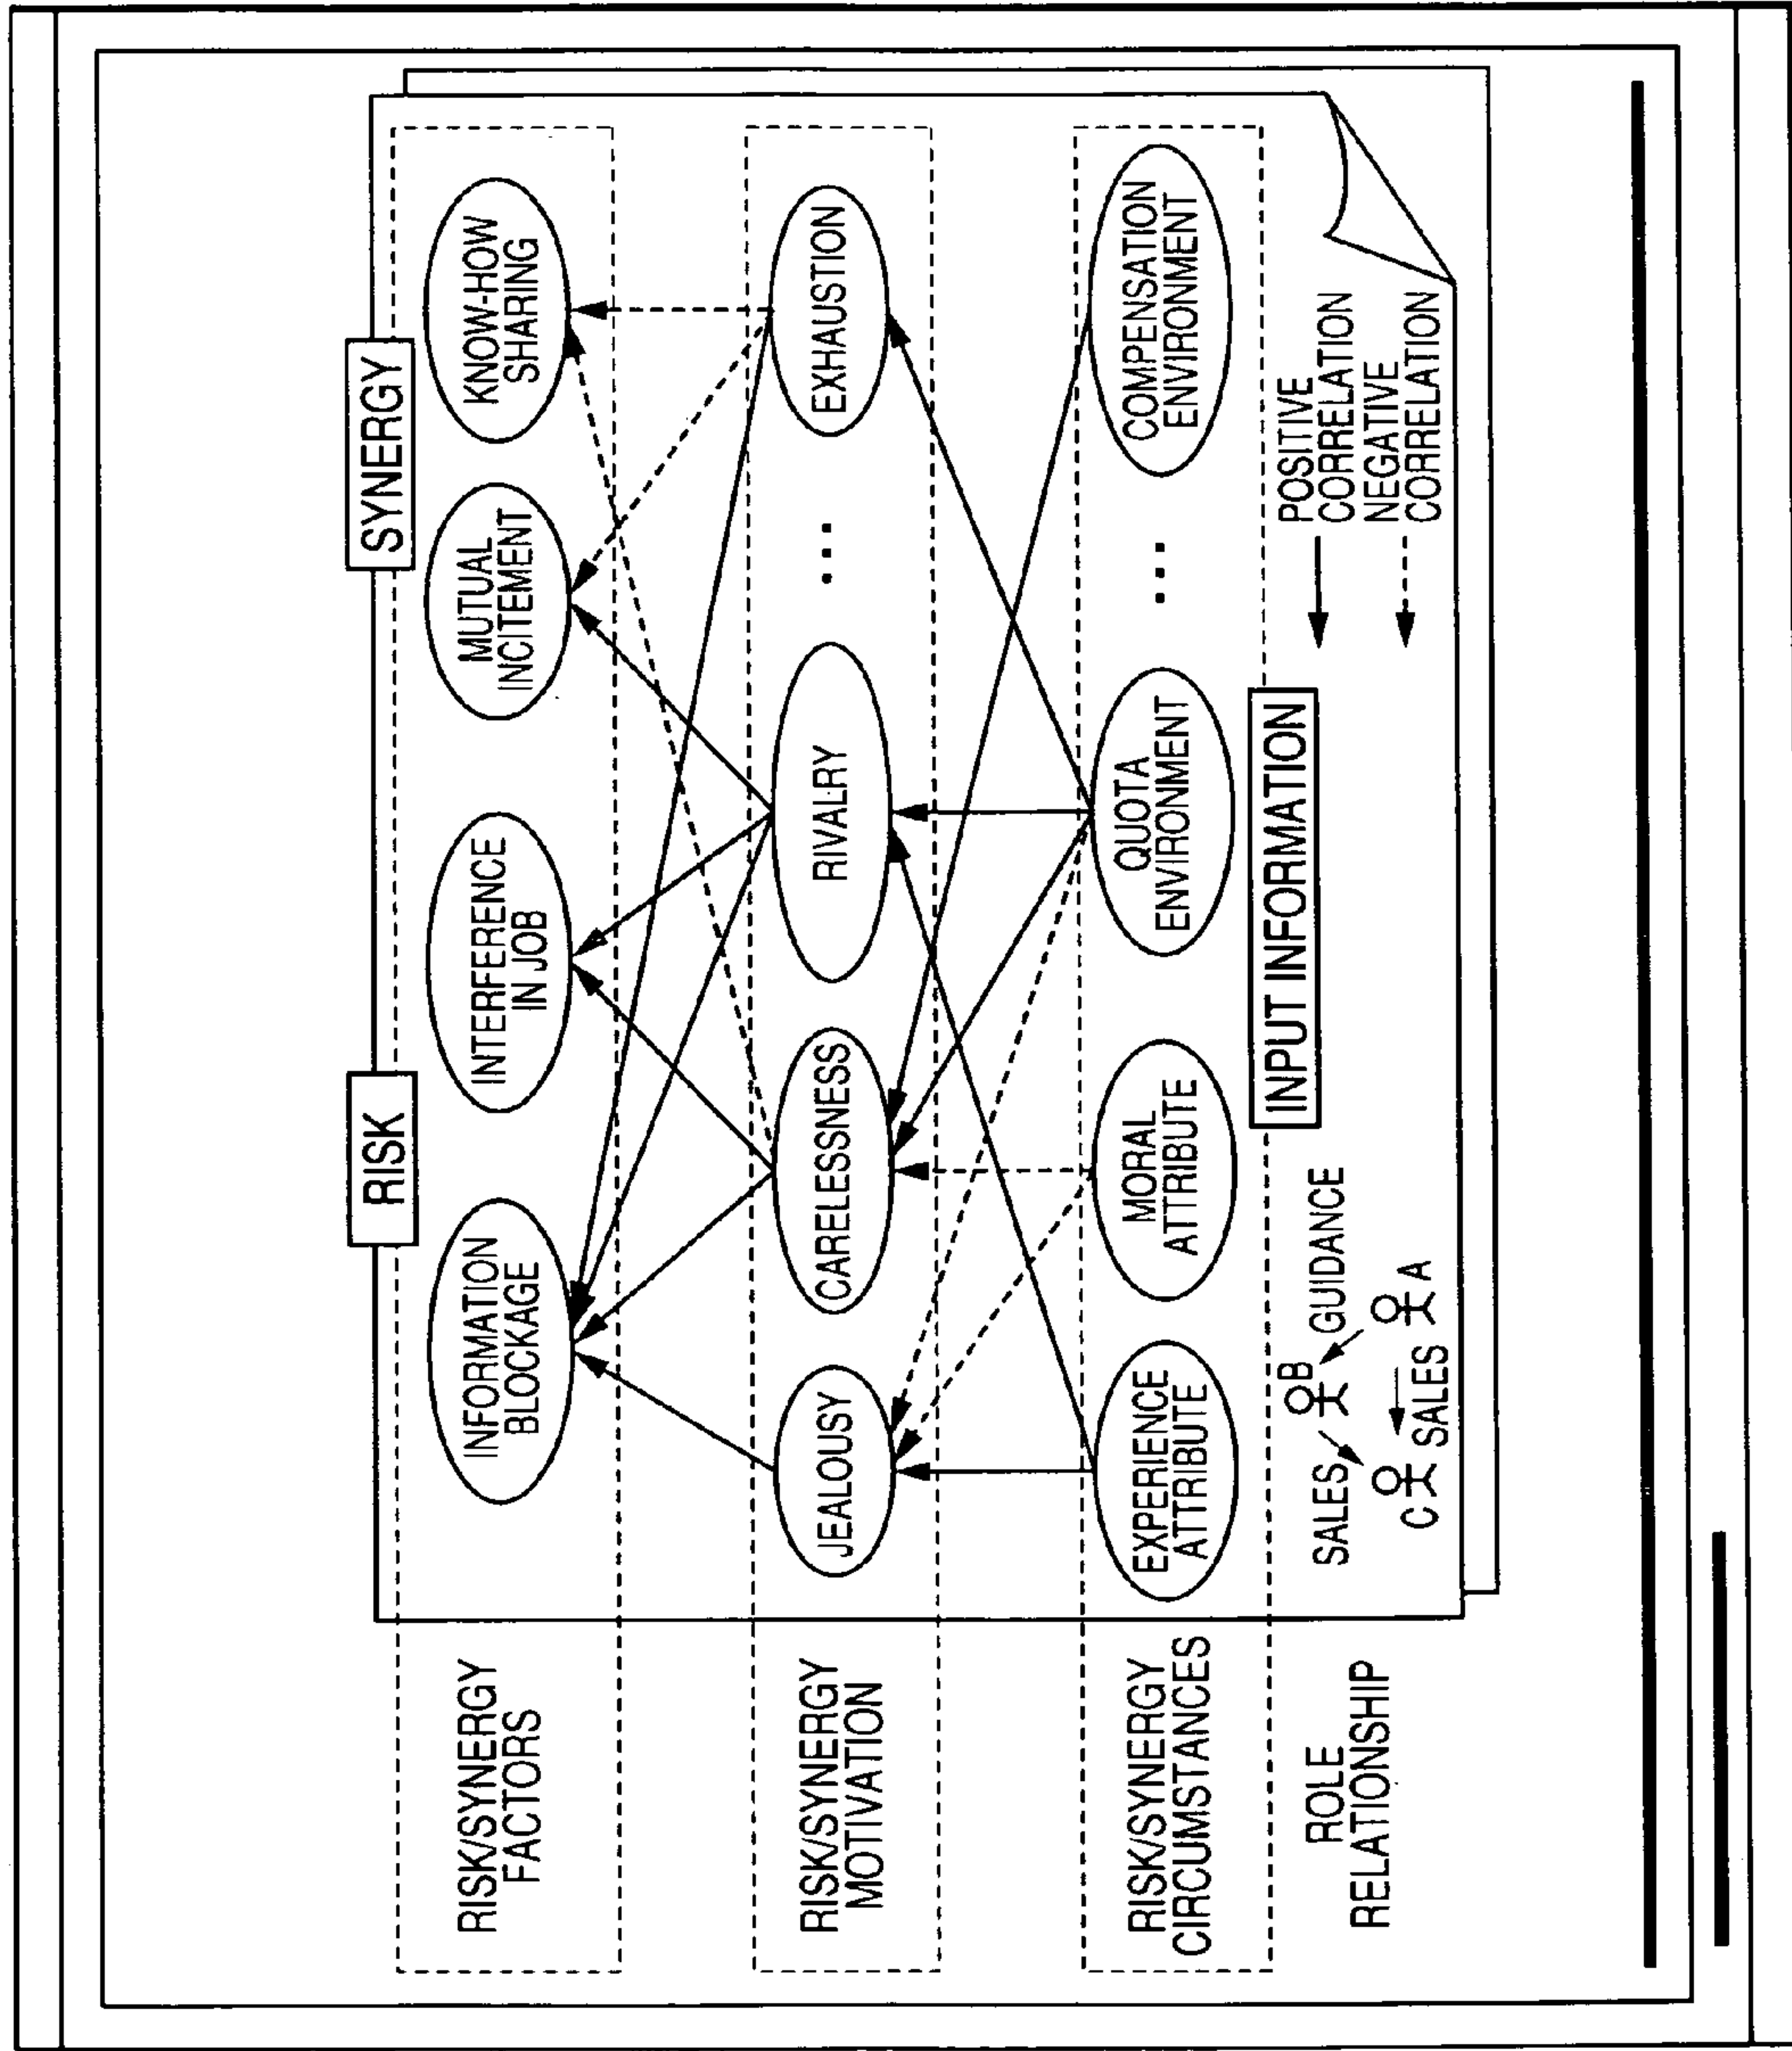 RISK
SYNERGY
RISK/SYNERGY
FACTORS
INFORMATION
BLOCKAGE
INTERFERENCE
IN JOB
MUTUAL
INCITEMENT
KNOW-HOW
SHARING
RISK/SYNERGY
MOTIVATION
JEALOUSY
CARELESSNESS
RIVALRY
...
EXHAUSTION
RISK/SYNERGY
CIRCUMSTANCES
EXPERIENCE
ATTRIBUTE
MORAL
ATTRIBUTE
QUOTA
ENVIRONMENT
...
COMPENSATION
ENVIRONMENT
INPUT INFORMATION
ROLE
RELATIONSHIP
SALES
B
GUIDANCE
C
SALES
A
POSITIVE
CORRELATION
NEGATIVE
CORRELATION